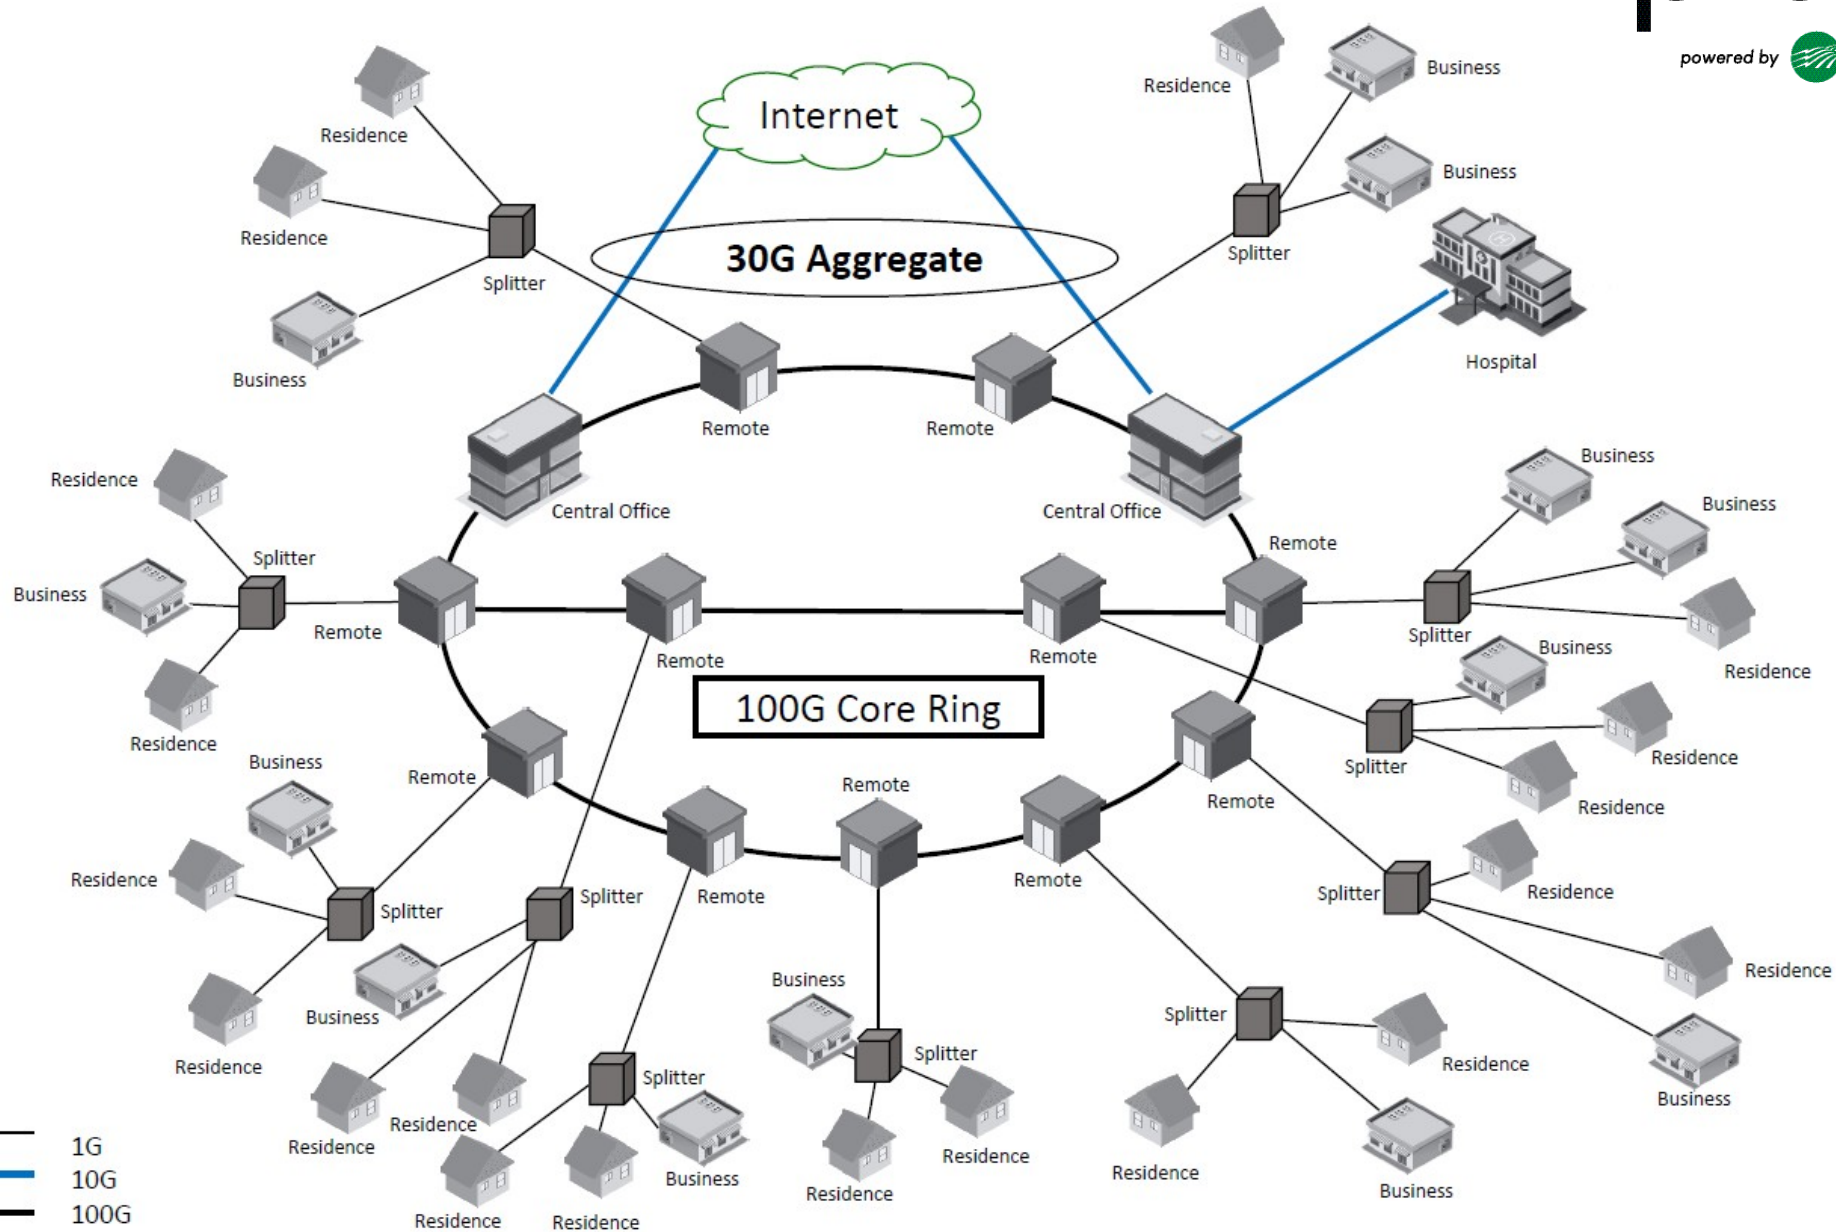 powered by
Residence
Business
Residence
Internet
Business
Residence
Residence
30G Aggregate
Splitter
Splitter
Business
Hospital
Remote
Remote
Residence
Central Office
Central Office
Business
Business
Remote
Splitter
Business
Remote
Remote
Remote
Splitter
Business
Residence
Residence
100G Core Ring
Splitter
Residence
Residence
Business
Remote
Remote
Remote
Residence
Splitter
Splitter
Remote
Remote
Splitter
Residence
Residence
Business
Business
Splitter
Splitter
Residence
Residence
Splitter
Residence
Business
Residence
Residence
Residence
Business
Residence
Residence
Residence
Residence
Business
1G
10G
100G